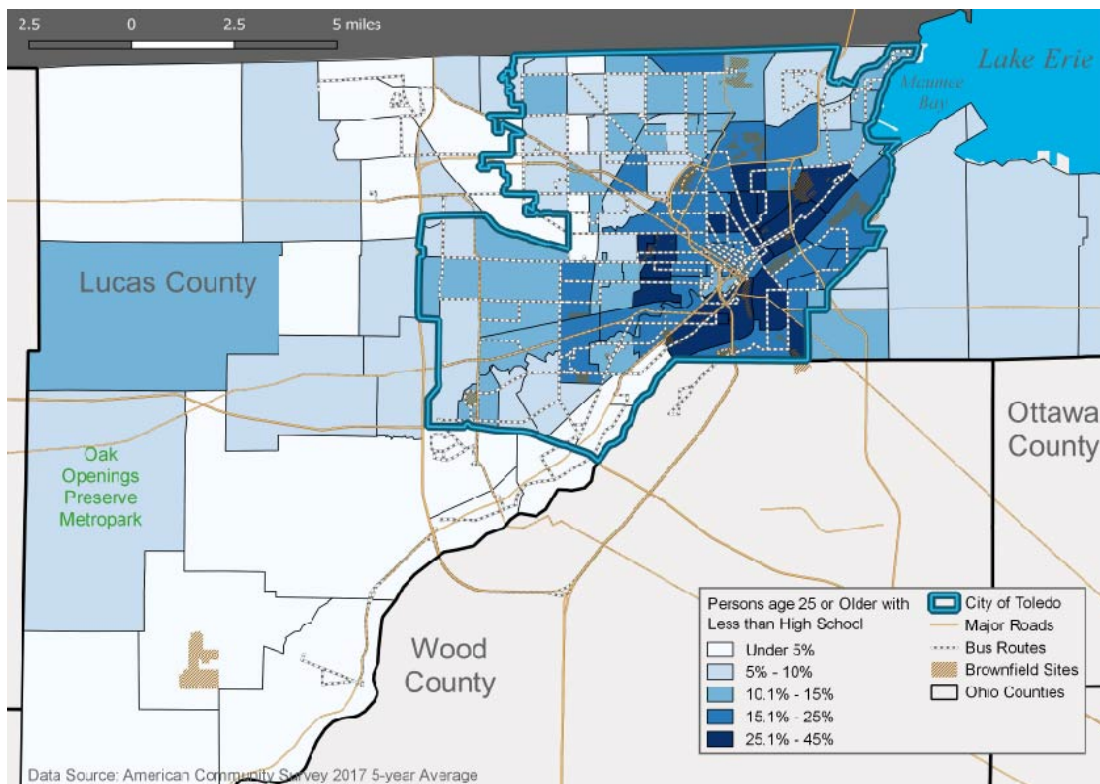 2.5 0 2.5 5 miles
Lake Erie
Maumee
Bay
Lucas County
Oak
Openings
Preserve
Metropark
Ottawa
County
Wood
County
Persons age 25 or Older with
Less than High School
Under 5%
5% - 10%
10.1% - 15%
15.1% - 25%
25.1% - 45%
City of Toledo
Major Roads
Bus Routes
Brownfield Sites
Ohio Counties
Data Source: American Community Survey 2017 5-year Average